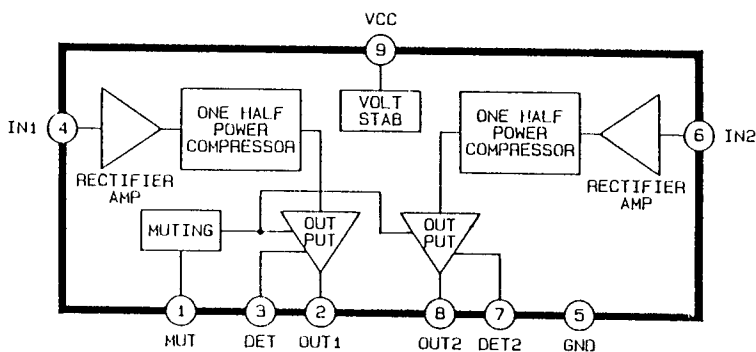 VCC
9
IN1
4
ONE HALF
POWER
COMPRESSOR
RECTIFIER
AMP
VOLT
STAB
ONE HALF
POWER
COMPRESSOR
RECTIFIER
AMP
6
IN2
MUTING
OUT
PUT
OUT
PUT
1
3
2
8
7
5
MUT
DET
OUT1
OUT2
DET2
GND